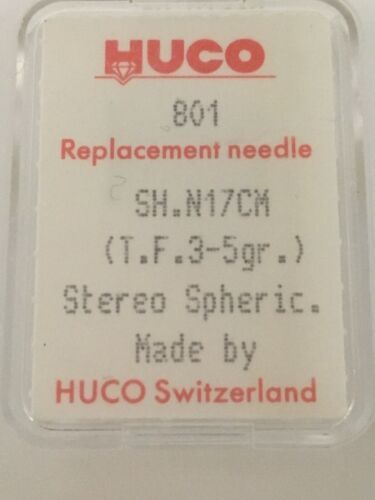 HUCO
801
Replacement needle
SH.N17CM
(T.F.3-5gr.)
Stereo Spheric.
Made by
HUCO Switzerland